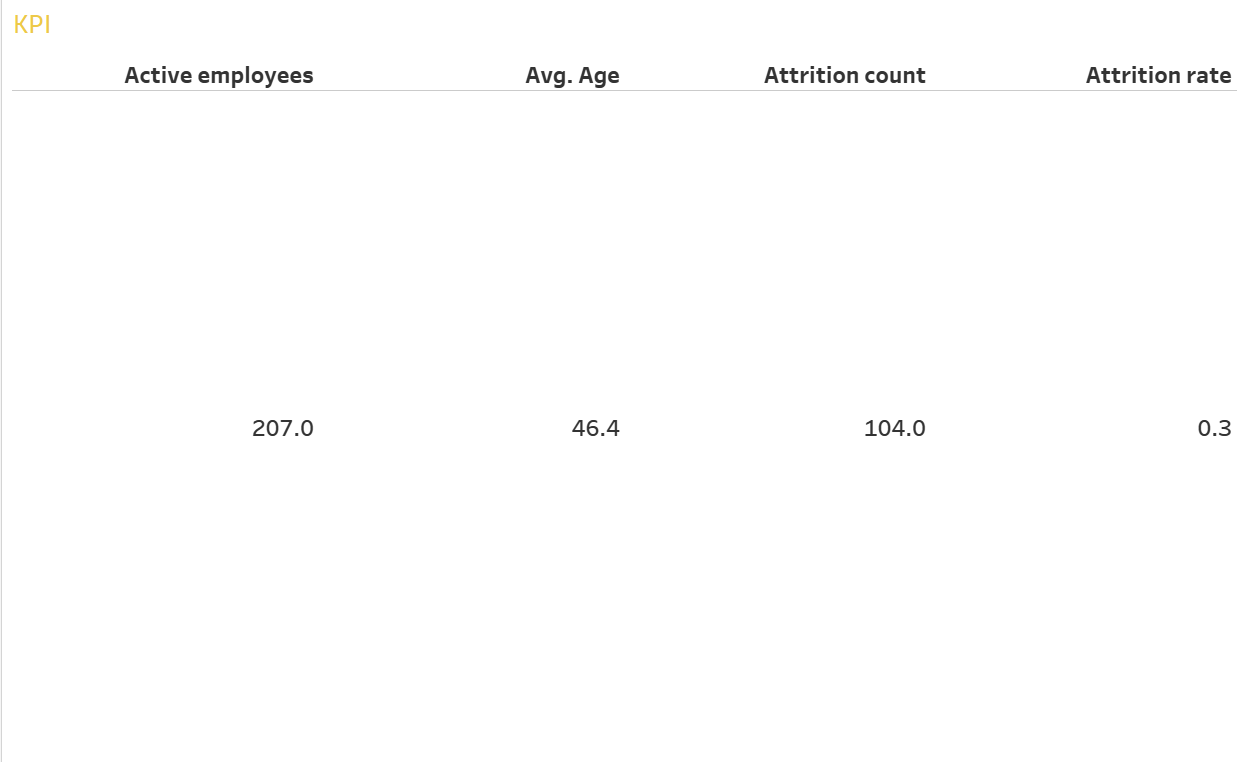 KPI
Active employees Avg. Age Attrition count Attrition rate
207.0 46.4 104.0 0.3